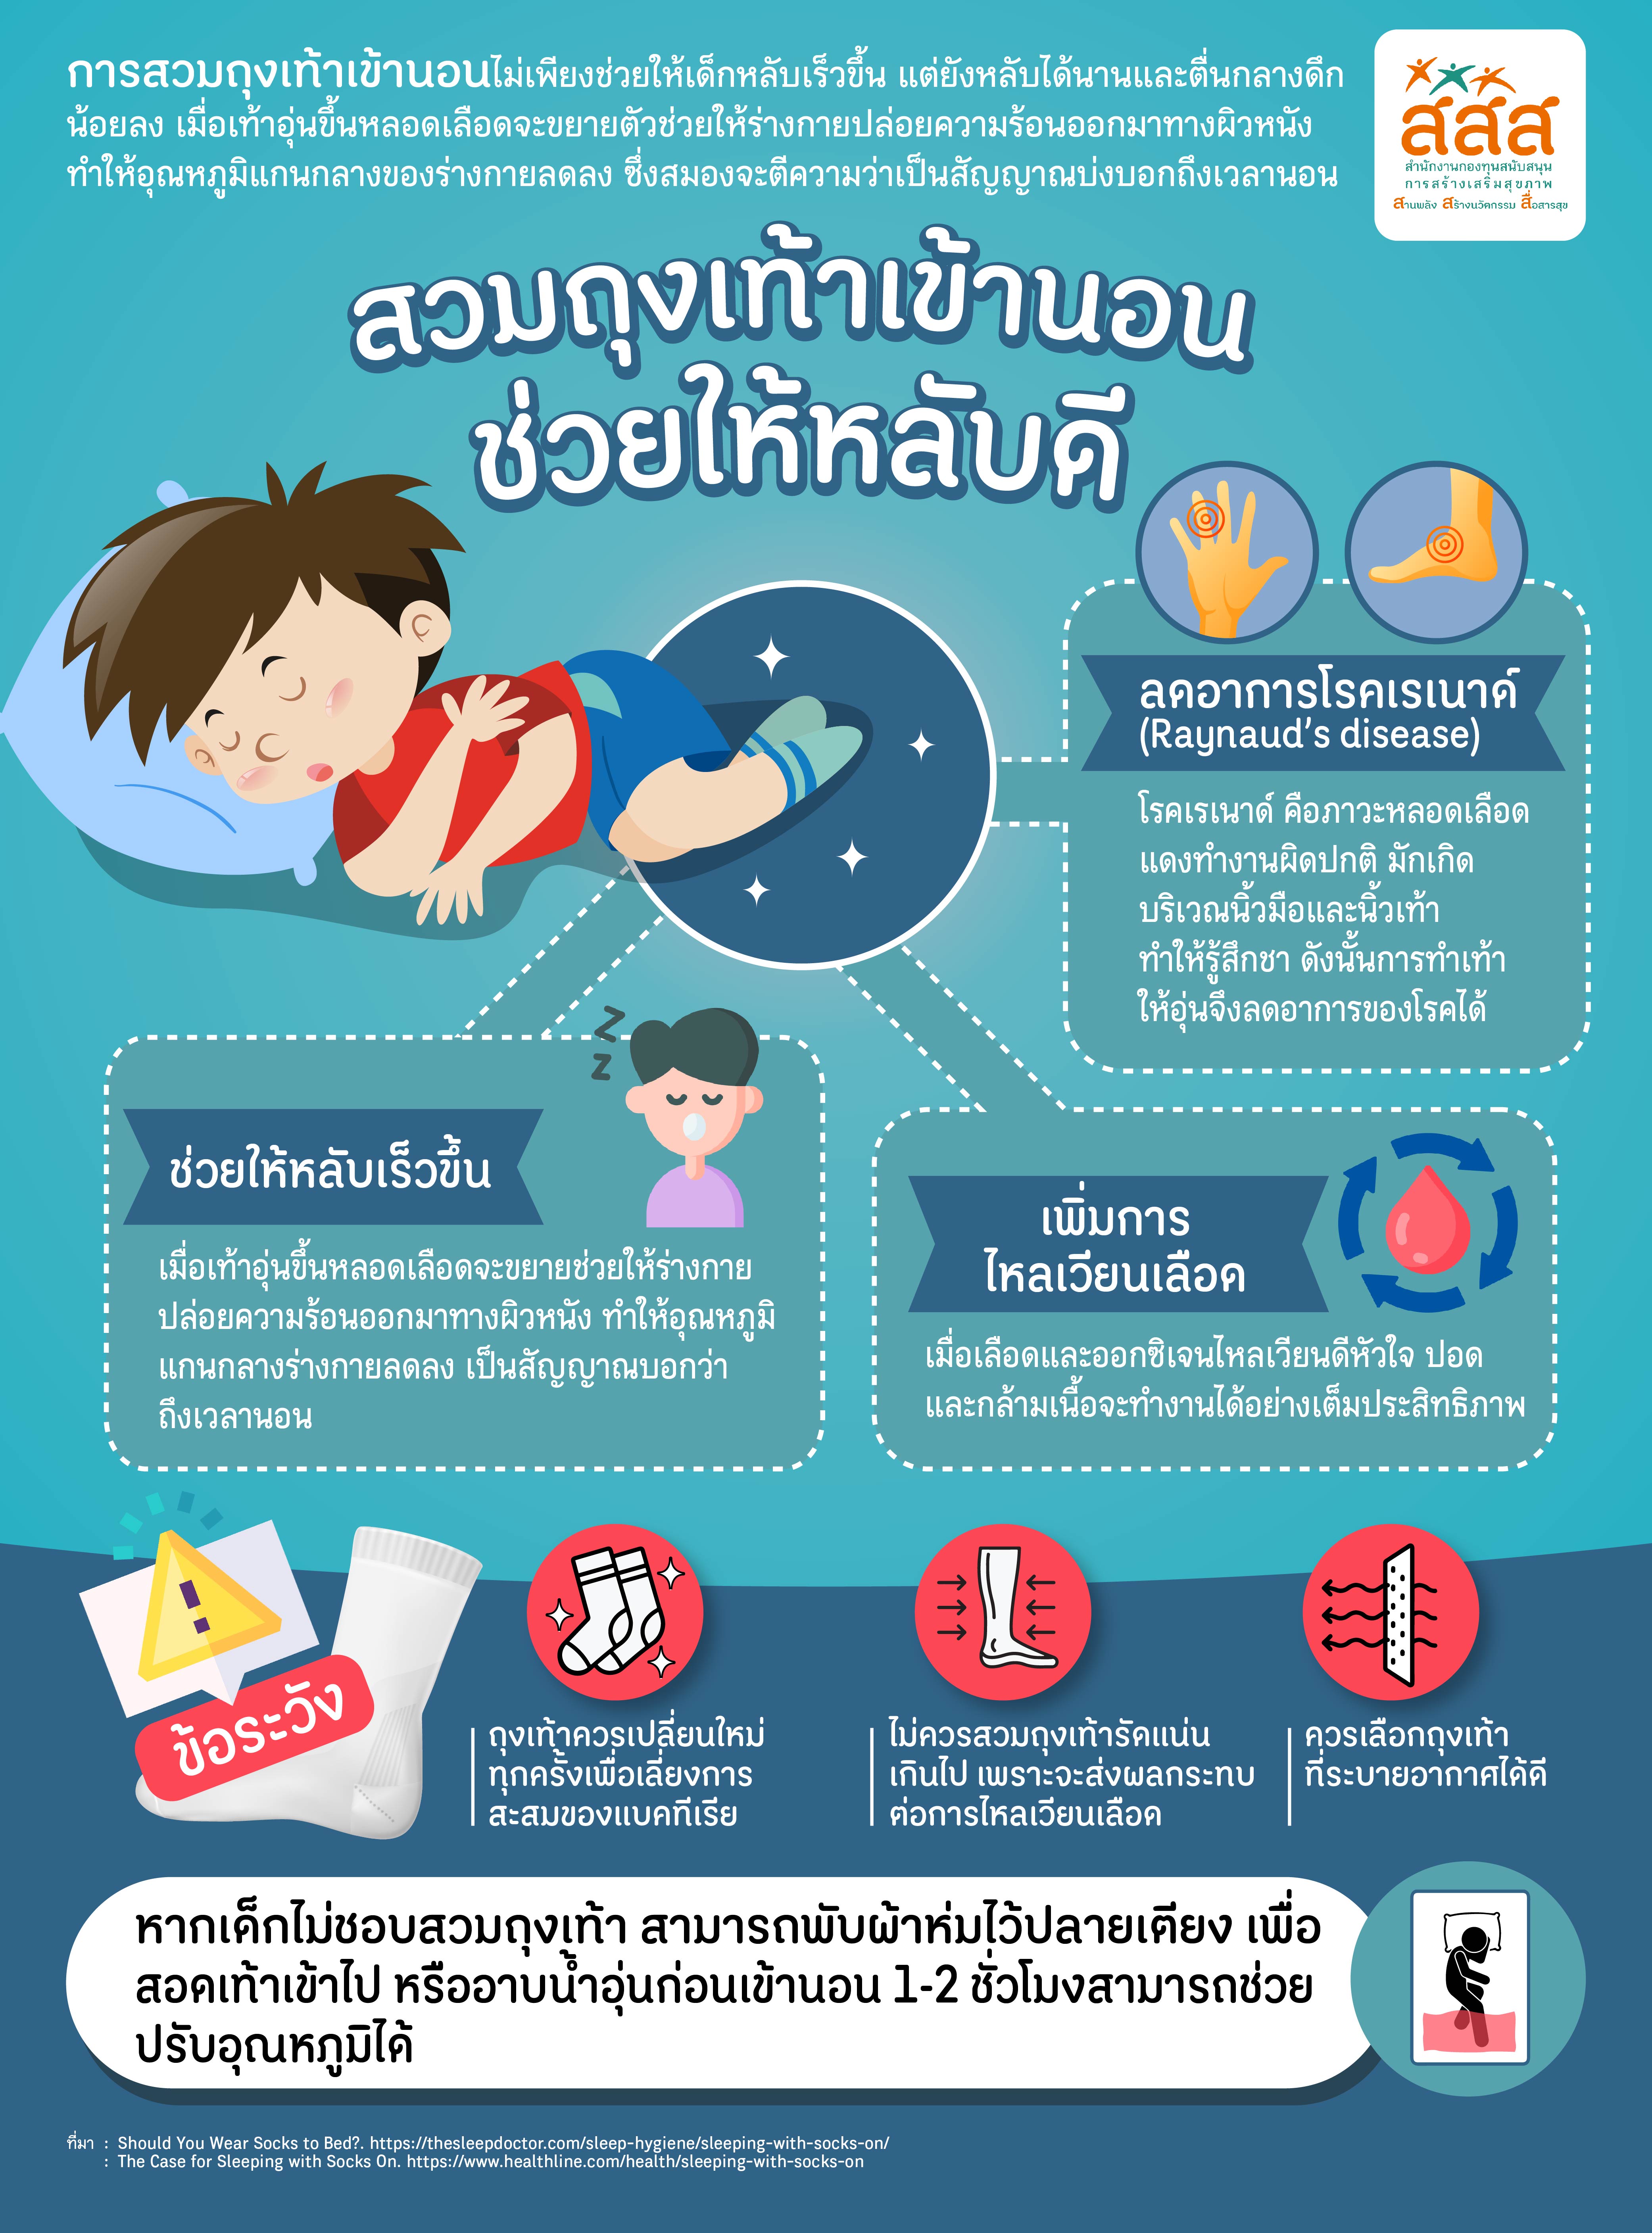 การสวมถุงเท้าเข้านอนไม่เพียงช่วยให้เด็กหลับเร็วขึ้น แต่ยังหลับได้นานและตื่นกลางดึก
น้อยลง เมื่อเท้าอุ่นขึ้นหลอดเลือดจะขยายตัวช่วยให้ร่างกายปล่อยความร้อนออกมาทางผิวหนัง
ทำให้อุณหภูมิแกนกลางของร่างกายลดลง ซึ่งสมองจะตีความว่าเป็นสัญญาณบ่งบอกถึงเวลานอน
สสส
สำนักงานกองทุนสนับสนุน
การสร้างเสริมสุขภาพ
สานพลัง สร้างนวัตกรรม สื่อสารสุข
สวมถุงเท้าเข้านอน
ช่วยให้หลับดี
ลดอาการโรคเรเนาด์
(Raynaud's disease)
โรคเรเนาด์ คือภาวะหลอดเลือด
แดงทำงานผิดปกติ มักเกิด
บริเวณนิ้วมือและนิ้วเท้า
ทำให้รู้สึกชา ดังนั้นการทำเท้า
ให้อุ่นจึงลดอาการของโรคได้
Z
z
ช่วยให้หลับเร็วขึ้น
เมื่อเท้าอุ่นขึ้นหลอดเลือดจะขยายช่วยให้ร่างกาย
ปล่อยความร้อนออกมาทางผิวหนัง ทำให้อุณหภูมิ
แกนกลางร่างกายลดลง เป็นสัญญาณบอกว่า
ถึงเวลานอน
เพิ่มการ
ไหลเวียนเลือด
เมื่อเลือดและออกซิเจนไหลเวียนดีหัวใจ ปอด
และกล้ามเนื้อจะทำงานได้อย่างเต็มประสิทธิภาพ
!
ข้อระวัง
ถุงเท้าควรเปลี่ยนใหม่
ทุกครั้งเพื่อเลี่ยงการ
สะสมของแบคทีเรีย
ไม่ควรสวมถุงเท้ารัดแน่น
เกินไป เพราะจะส่งผลกระทบ
ต่อการไหลเวียนเลือด
ควรเลือกถุงเท้า
ที่ระบายอากาศได้ดี
หากเด็กไม่ชอบสวมถุงเท้า สามารถพับผ้าห่มไว้ปลายเตียง เพื่อ
สอดเท้าเข้าไป หรืออาบน้ำอุ่นก่อนเข้านอน 1-2 ชั่วโมงสามารถช่วย
ปรับอุณหภูมิได้
ที่มา : Should You Wear Socks to Bed?. https://thesleepdoctor.com/sleep-hygiene/sleeping-with-socks-on/
: The Case for Sleeping with Socks On. https://www.healthline.com/health/sleeping-with-socks-on